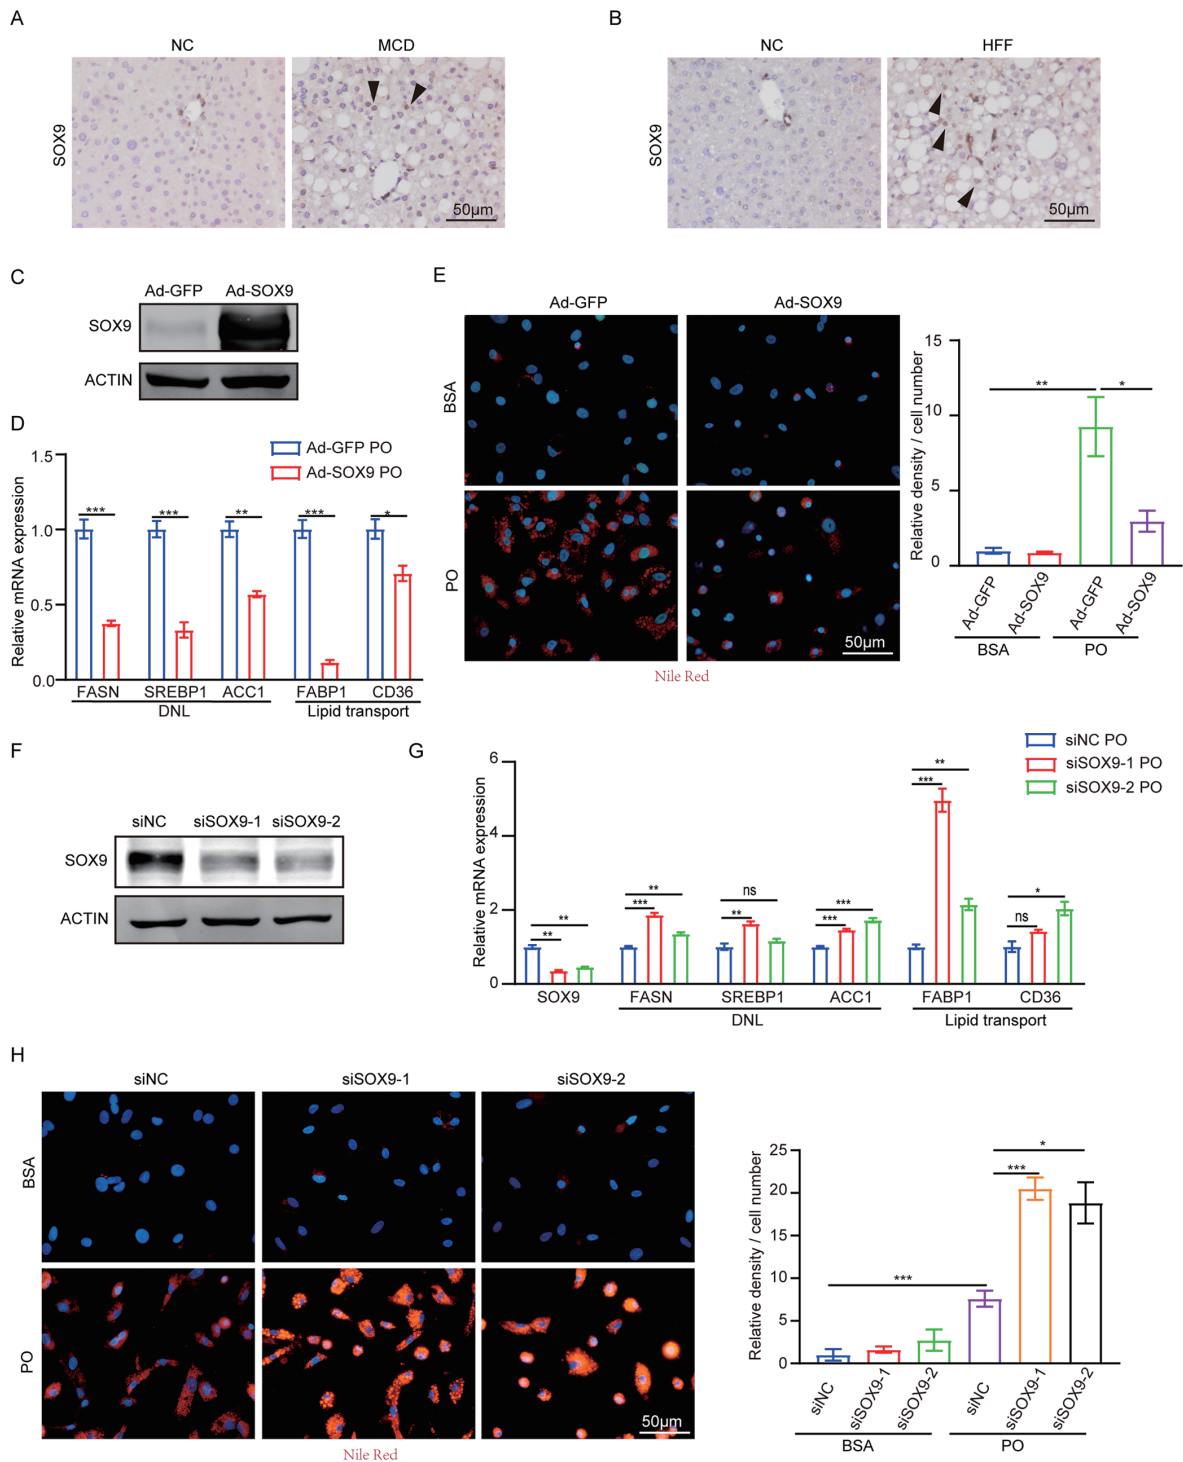 A
B
NC
MCD
NC
HFF
SOX9
50μm
SOX9
50μm
C
Ad-GFP
Ad-SOX9
SOX9
ACTIN
D
Ad-GFP PO
Ad-SOX9 PO
Relative mRNA expression
1.5
1.0
0.5
0.0
***
***
**
***
*
FASN
SREBP1
ACC1
FABP1
CD36
DNL
Lipid transport
E
Ad-GFP
Ad-SOX9
BSA
PO
50μm
Nile Red
Relative density / cell number
15
10
5
0
**
*
Ad-GFP
Ad-SOX9
Ad-GFP
Ad-SOX9
BSA
PO
F
siNC
siSOX9-1
siSOX9-2
SOX9
ACTIN
G
siNC PO
siSOX9-1 PO
siSOX9-2 PO
Relative mRNA expression
6
4
2
1
0
**
**
**
***
ns
**
***
***
**
***
*
ns
SOX9
FASN
SREBP1
ACC1
FABP1
CD36
DNL
Lipid transport
H
siNC
siSOX9-1
siSOX9-2
BSA
PO
50μm
Nile Red
Relative density / cell number
25
20
15
10
5
0
***
***
*
siNC
siSOX9-1
siSOX9-2
siNC
siSOX9-1
siSOX9-2
BSA
PO